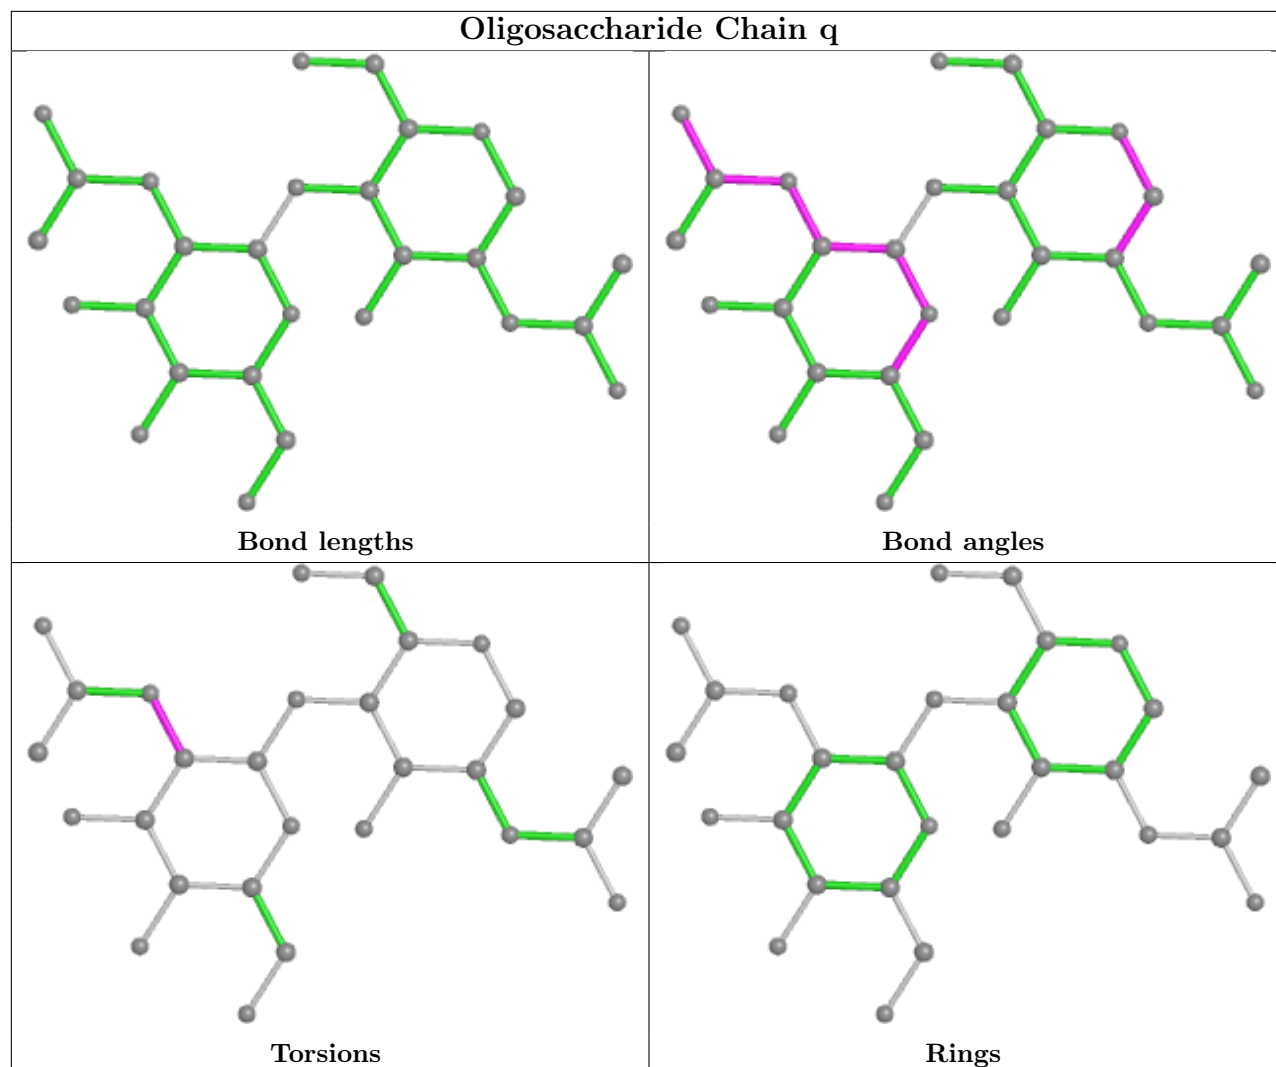 Oligosaccharide Chain q
Bond lengths
Bond angles
Torsions
Rings